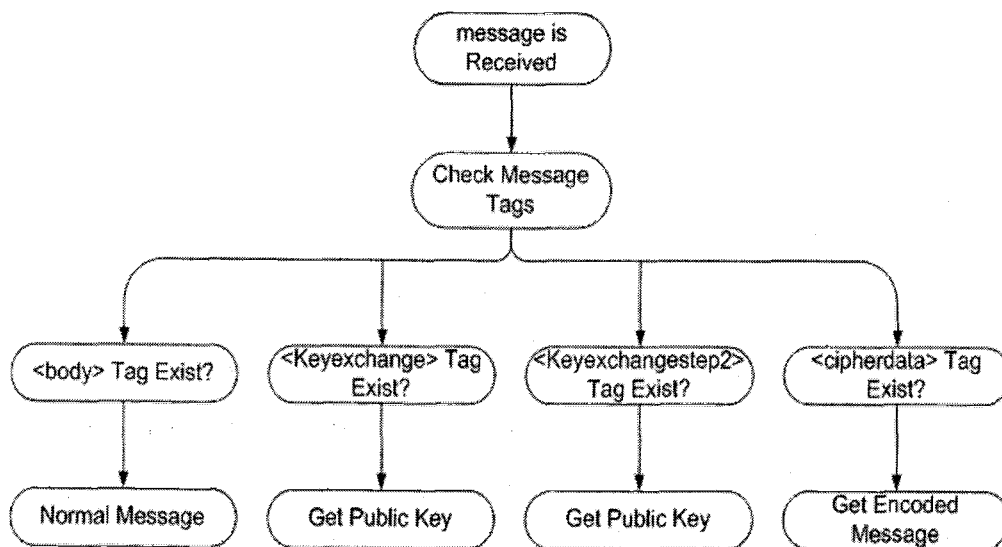 message is
Received
Check Message
Tags
<body> Tag Exist?
<Keyexchange> Tag
Exist?
<Keyexchangestep2>
Tag Exist?
<cipherdata> Tag
Exist?
Normal Message
Get Public Key
Get Public Key
Get Encoded
Message